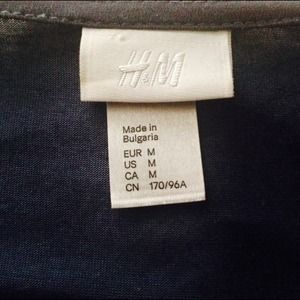 H&M
Made in
Bulgaria
EUR M
US M
CA M
CN 170/96A